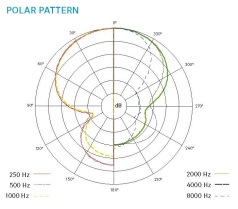 POLAR PATTERN
0°
30°
330°
60°
300°
90°
270°
dB
120°
240°
150°
210°
180°
250 Hz
500 Hz
1000 Hz
2000 Hz
4000 Hz
8000 Hz